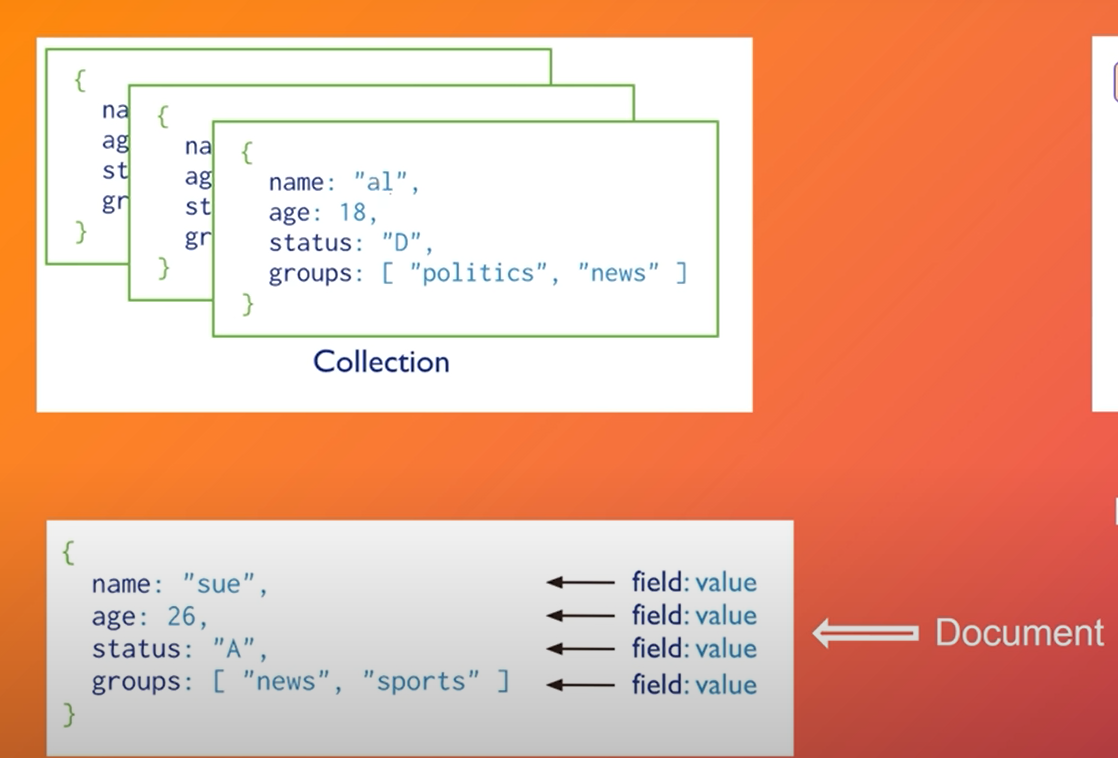 {
na
ag
st
gr
}
{
na
ag
st
gr
}
{
name: "al",
age: 18,
status: "D",
groups: [ "politics", "news" ]
}
Collection
{
name: "sue",
age: 26,
status: "A",
groups: [ "news", "sports" ]
}
field: value
field: value
field: value
field: value
Document